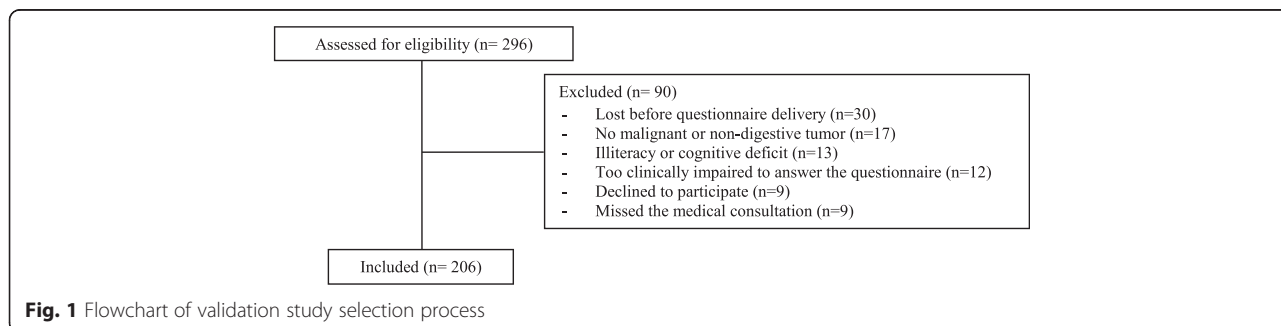 Assessed for eligibility (n= 296)
Excluded (n= 90)
- Lost before questionnaire delivery (n=30)
- No malignant or non-digestive tumor (n=17)
- Illiteracy or cognitive deficit (n=13)
- Too clinically impaired to answer the questionnaire (n=12)
- Declined to participate (n=9)
- Missed the medical consultation (n=9)
Included (n= 206)
Fig. 1 Flowchart of validation study selection process